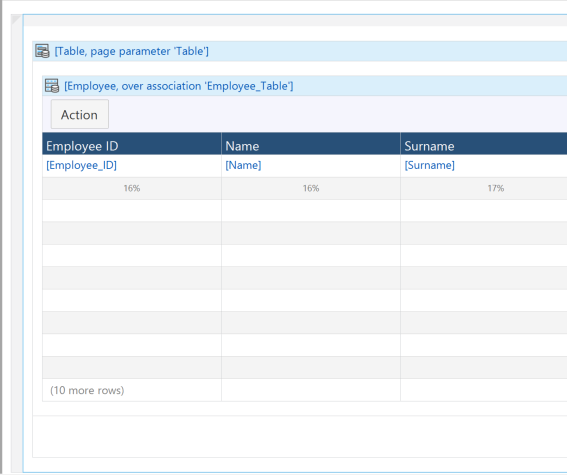 [Table, page parameter 'Table']
[Employee, over association 'Employee_Table']
Action
Employee ID Name Surname
[Employee_ID] [Name] [Surname]
16% 16% 17%
(10 more rows)